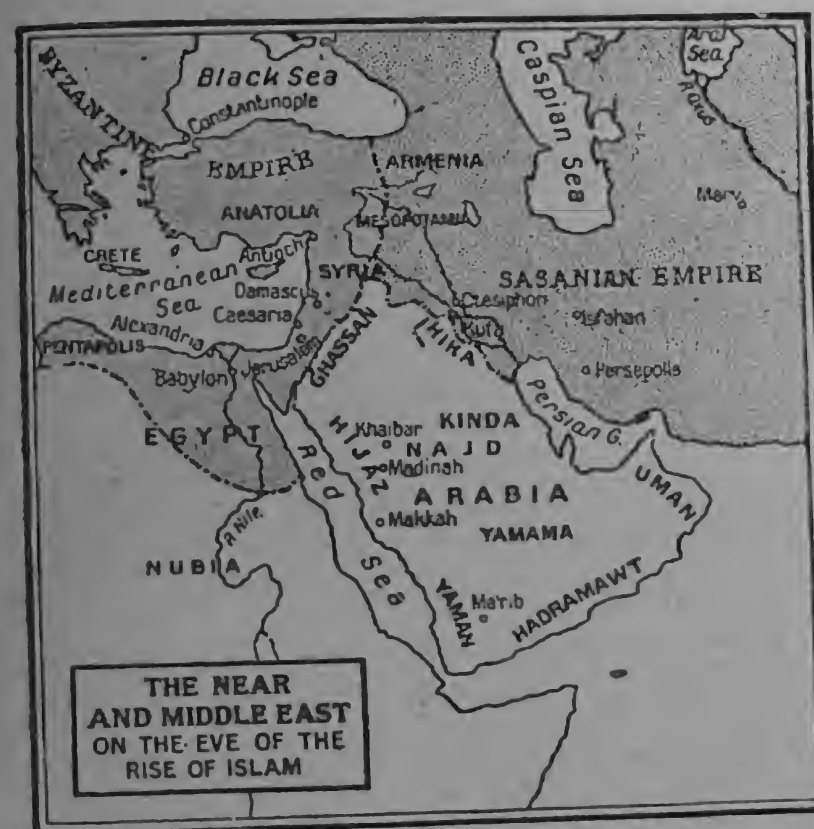 BYZANTINE
EMPIRE
Black Sea
Constantinople
Caspian Sea
Aral
Sea
R. Oxus
ARMENIA
ANATOLIA
MESOPOTAMIA
Merv
CRETE
Antioch
Mediterranean
Sea
SYRIA
SASANIAN EMPIRE
Damascus
Ctesiphon
Isfahan
Caesaria
Kufa
Alexandria
PENTAPOLIS
Jerusalem
GHASSAN
HIRA
Persepolis
Babylon
Persian G.
EGYPT
Khaibar
KINDA
NAJD
HIJAZ
Madinah
Red Sea
ARABIA
UMAN
Makkah
YAMAMA
R. Nile
NUBIA
YAMAN
Ma'rib
HADRAMAWT
THE NEAR
AND MIDDLE EAST
ON THE EVE OF THE
RISE OF ISLAM